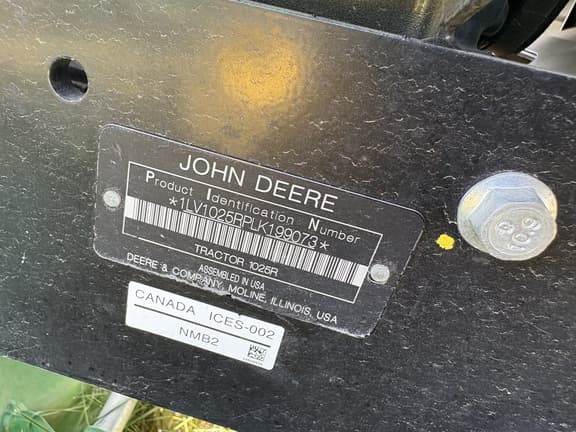 JOHN DEERE
Product Identification Number
*1LV1025RPLK199073*
TRACTOR 1025R
ASSEMBLED IN USA
DEERE & COMPANY, MOLINE, ILLINOIS, USA
CANADA ICES-002
NMB2